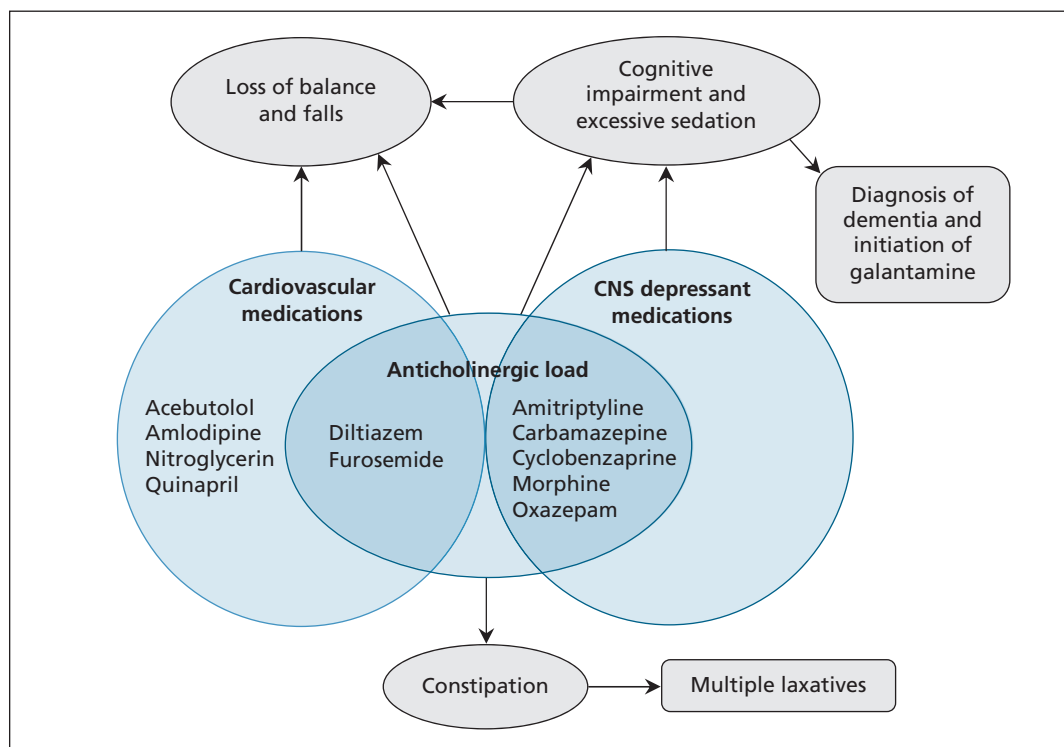 Loss of balance
and falls
Cognitive
impairment and
excessive sedation
Diagnosis of
dementia and
initiation of
galantamine
Cardiovascular
medications
CNS depressant
medications
Anticholinergic load
Acebutolol
Amlodipine
Nitroglycerin
Quinapril
Diltiazem
Furosemide
Amitriptyline
Carbamazepine
Cyclobenzaprine
Morphine
Oxazepam
Constipation
Multiple laxatives